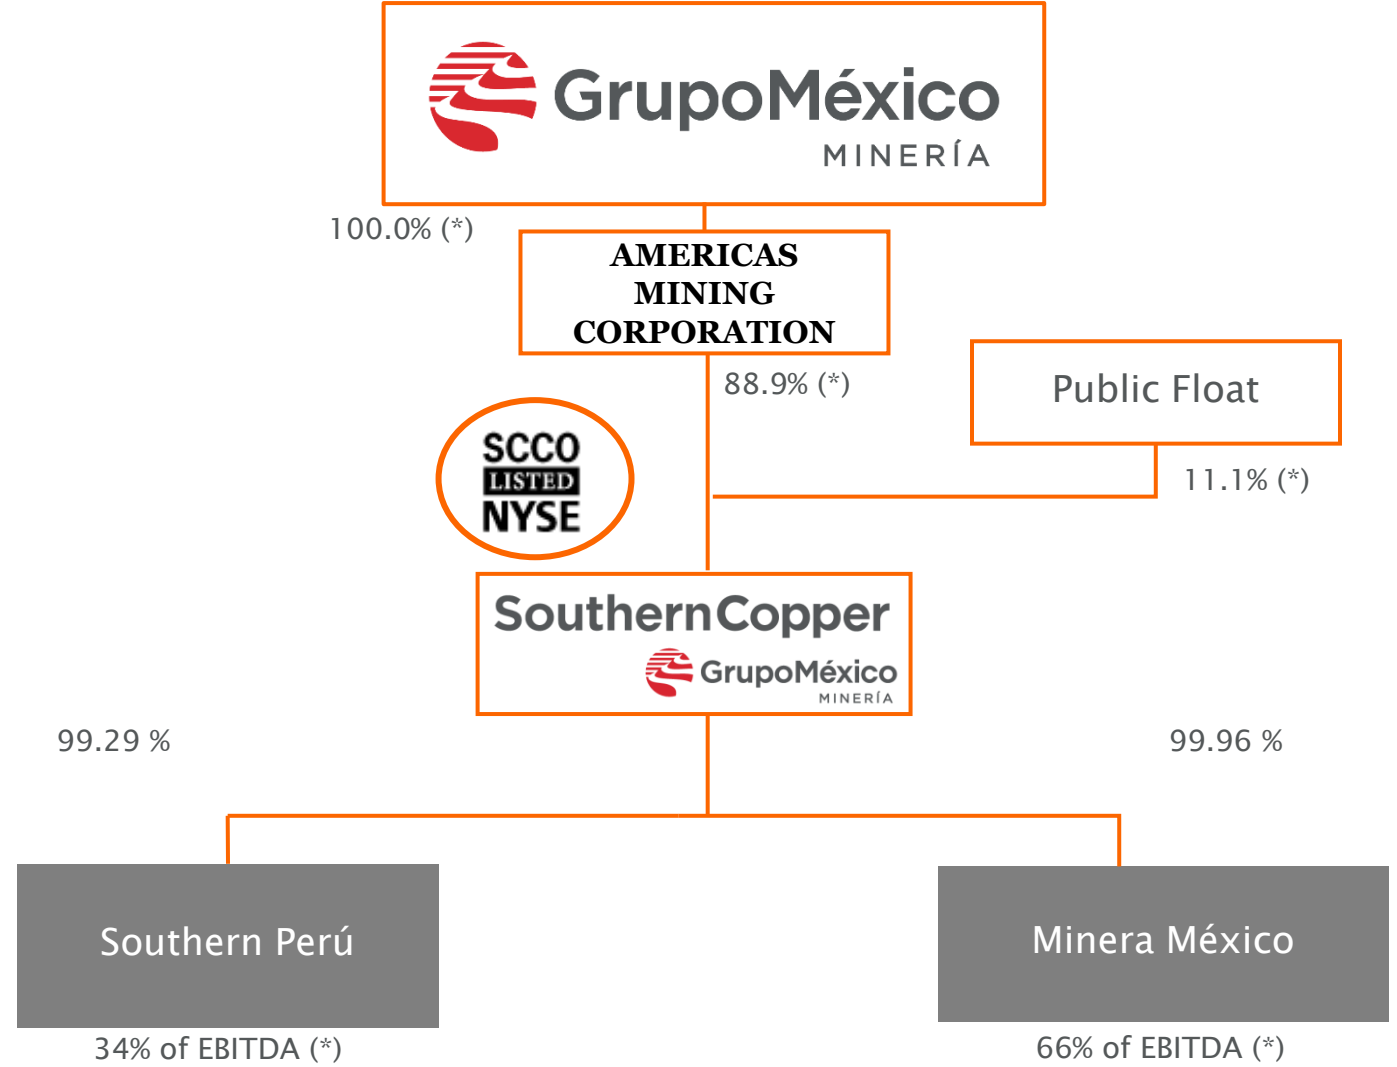 GrupoMéxico
MINERÍA
100.0% (*)
AMERICAS
MINING
CORPORATION
88.9% (*)
Public Float
11.1% (*)
SCCO
LISTED
NYSE
SouthernCopper
GrupoMéxico
MINERÍA
99.29 %
99.96 %
Southern Perú
Minera México
34% of EBITDA (*)
66% of EBITDA (*)